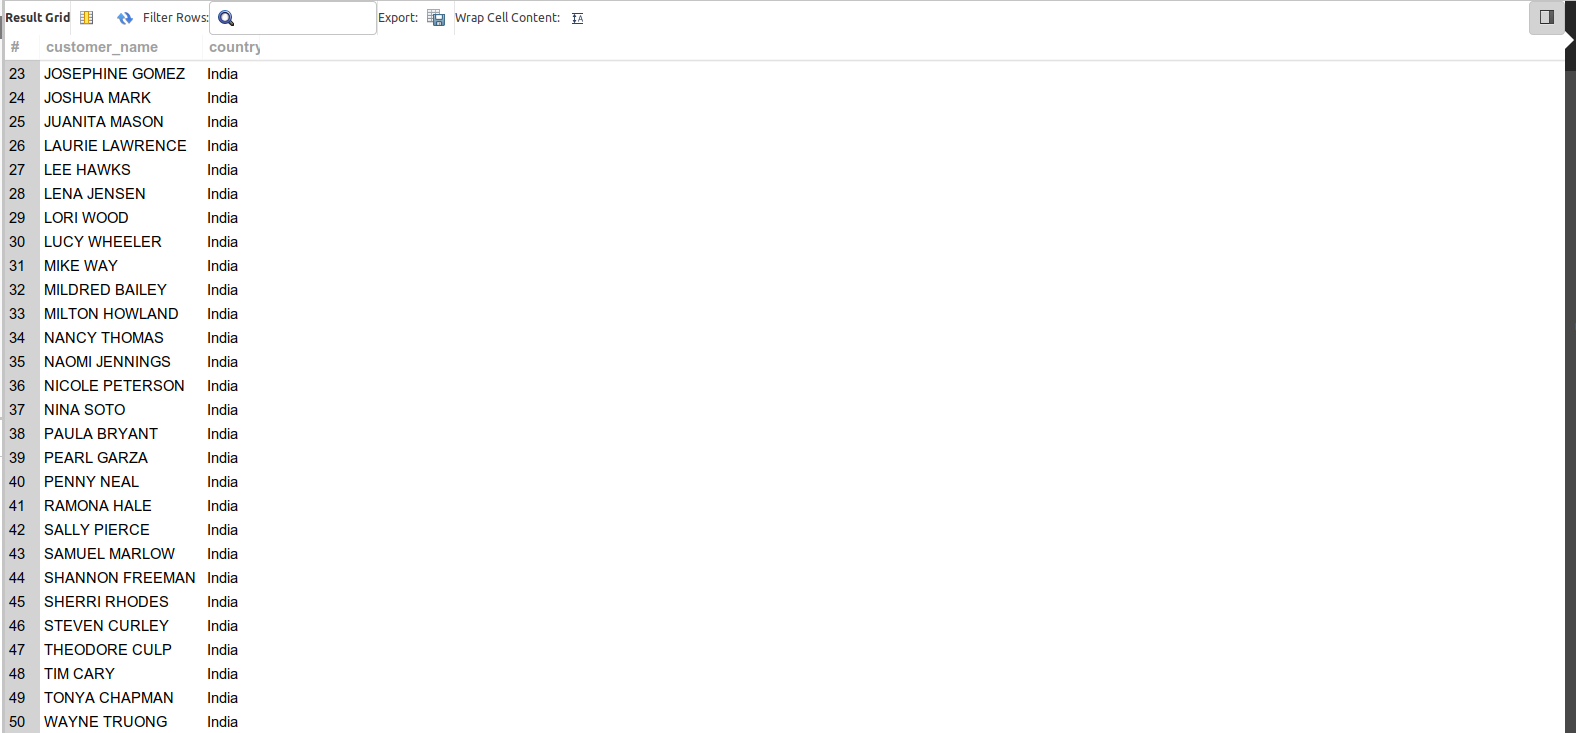 Result Grid Filter Rows: Export: Wrap Cell Content:
# customer_name country
23 JOSEPHINE GOMEZ India
24 JOSHUA MARK India
25 JUANITA MASON India
26 LAURIE LAWRENCE India
27 LEE HAWKS India
28 LENA JENSEN India
29 LORI WOOD India
30 LUCY WHEELER India
31 MIKE WAY India
32 MILDRED BAILEY India
33 MILTON HOWLAND India
34 NANCY THOMAS India
35 NAOMI JENNINGS India
36 NICOLE PETERSON India
37 NINA SOTO India
38 PAULA BRYANT India
39 PEARL GARZA India
40 PENNY NEAL India
41 RAMONA HALE India
42 SALLY PIERCE India
43 SAMUEL MARLOW India
44 SHANNON FREEMAN India
45 SHERRI RHODES India
46 STEVEN CURLEY India
47 THEODORE CULP India
48 TIM CARY India
49 TONYA CHAPMAN India
50 WAYNE TRUONG India